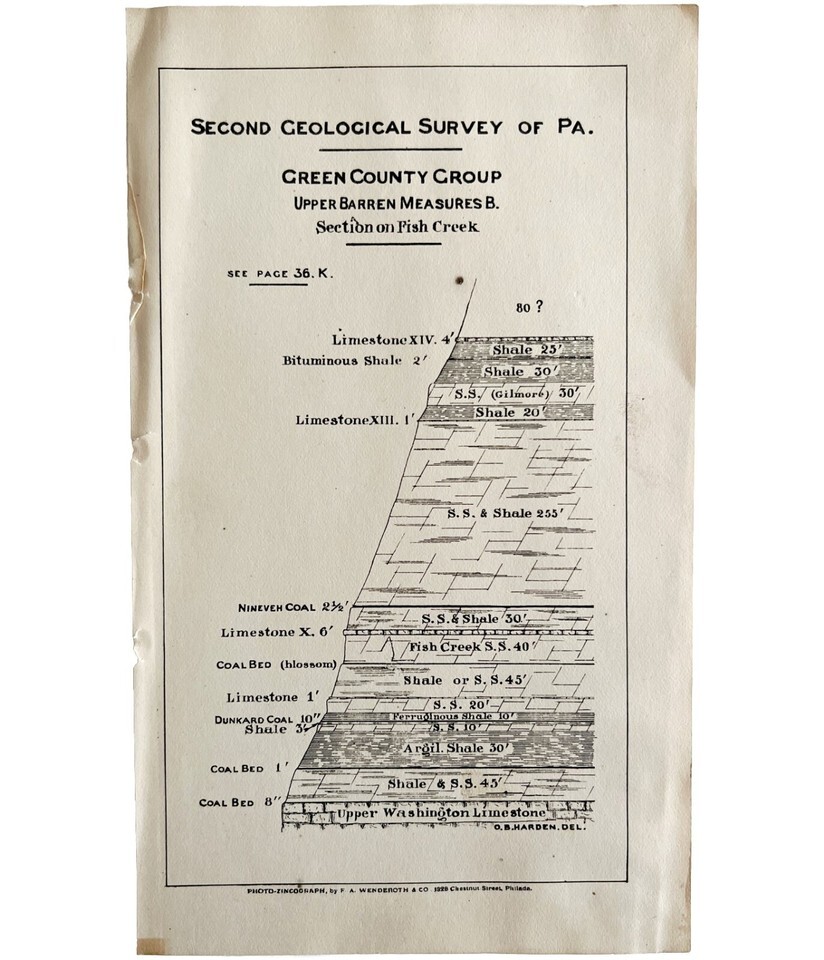 SECOND GEOLOGICAL SURVEY OF PA.
GREEN COUNTY GROUP
UPPER BARREN MEASURES B.
Section on Fish Creek
SEE PAGE 36. K.
80 ?
Limestone XIV. 4'
Shale 25'
Bituminous Shale 2'
Shale 30'
S.S. (Gilmore) 30'
Shale 20'
Limestone XIII. 1'
S.S. & Shale 255'
NINEVEH COAL 2½'
S.S. & Shale 30'
Limestone X. 6'
Fish Creek S.S. 40'
COAL BED (blossom)
Shale or S.S. 45'
Limestone 1'
S.S. 20'
DUNKARD COAL 10"
Ferruginous Shale 10'
Shale 3'
S.S. 10'
Argil. Shale 30'
COAL BED 1'
Shale & S.S. 45'
COAL BED 8"
Upper Washington Limestone
O.B. HARDEN. DEL.
PHOTO-ZINCOGRAPH, by F. A. WENDEROTH & CO. 1328 Chestnut Street, Philada.